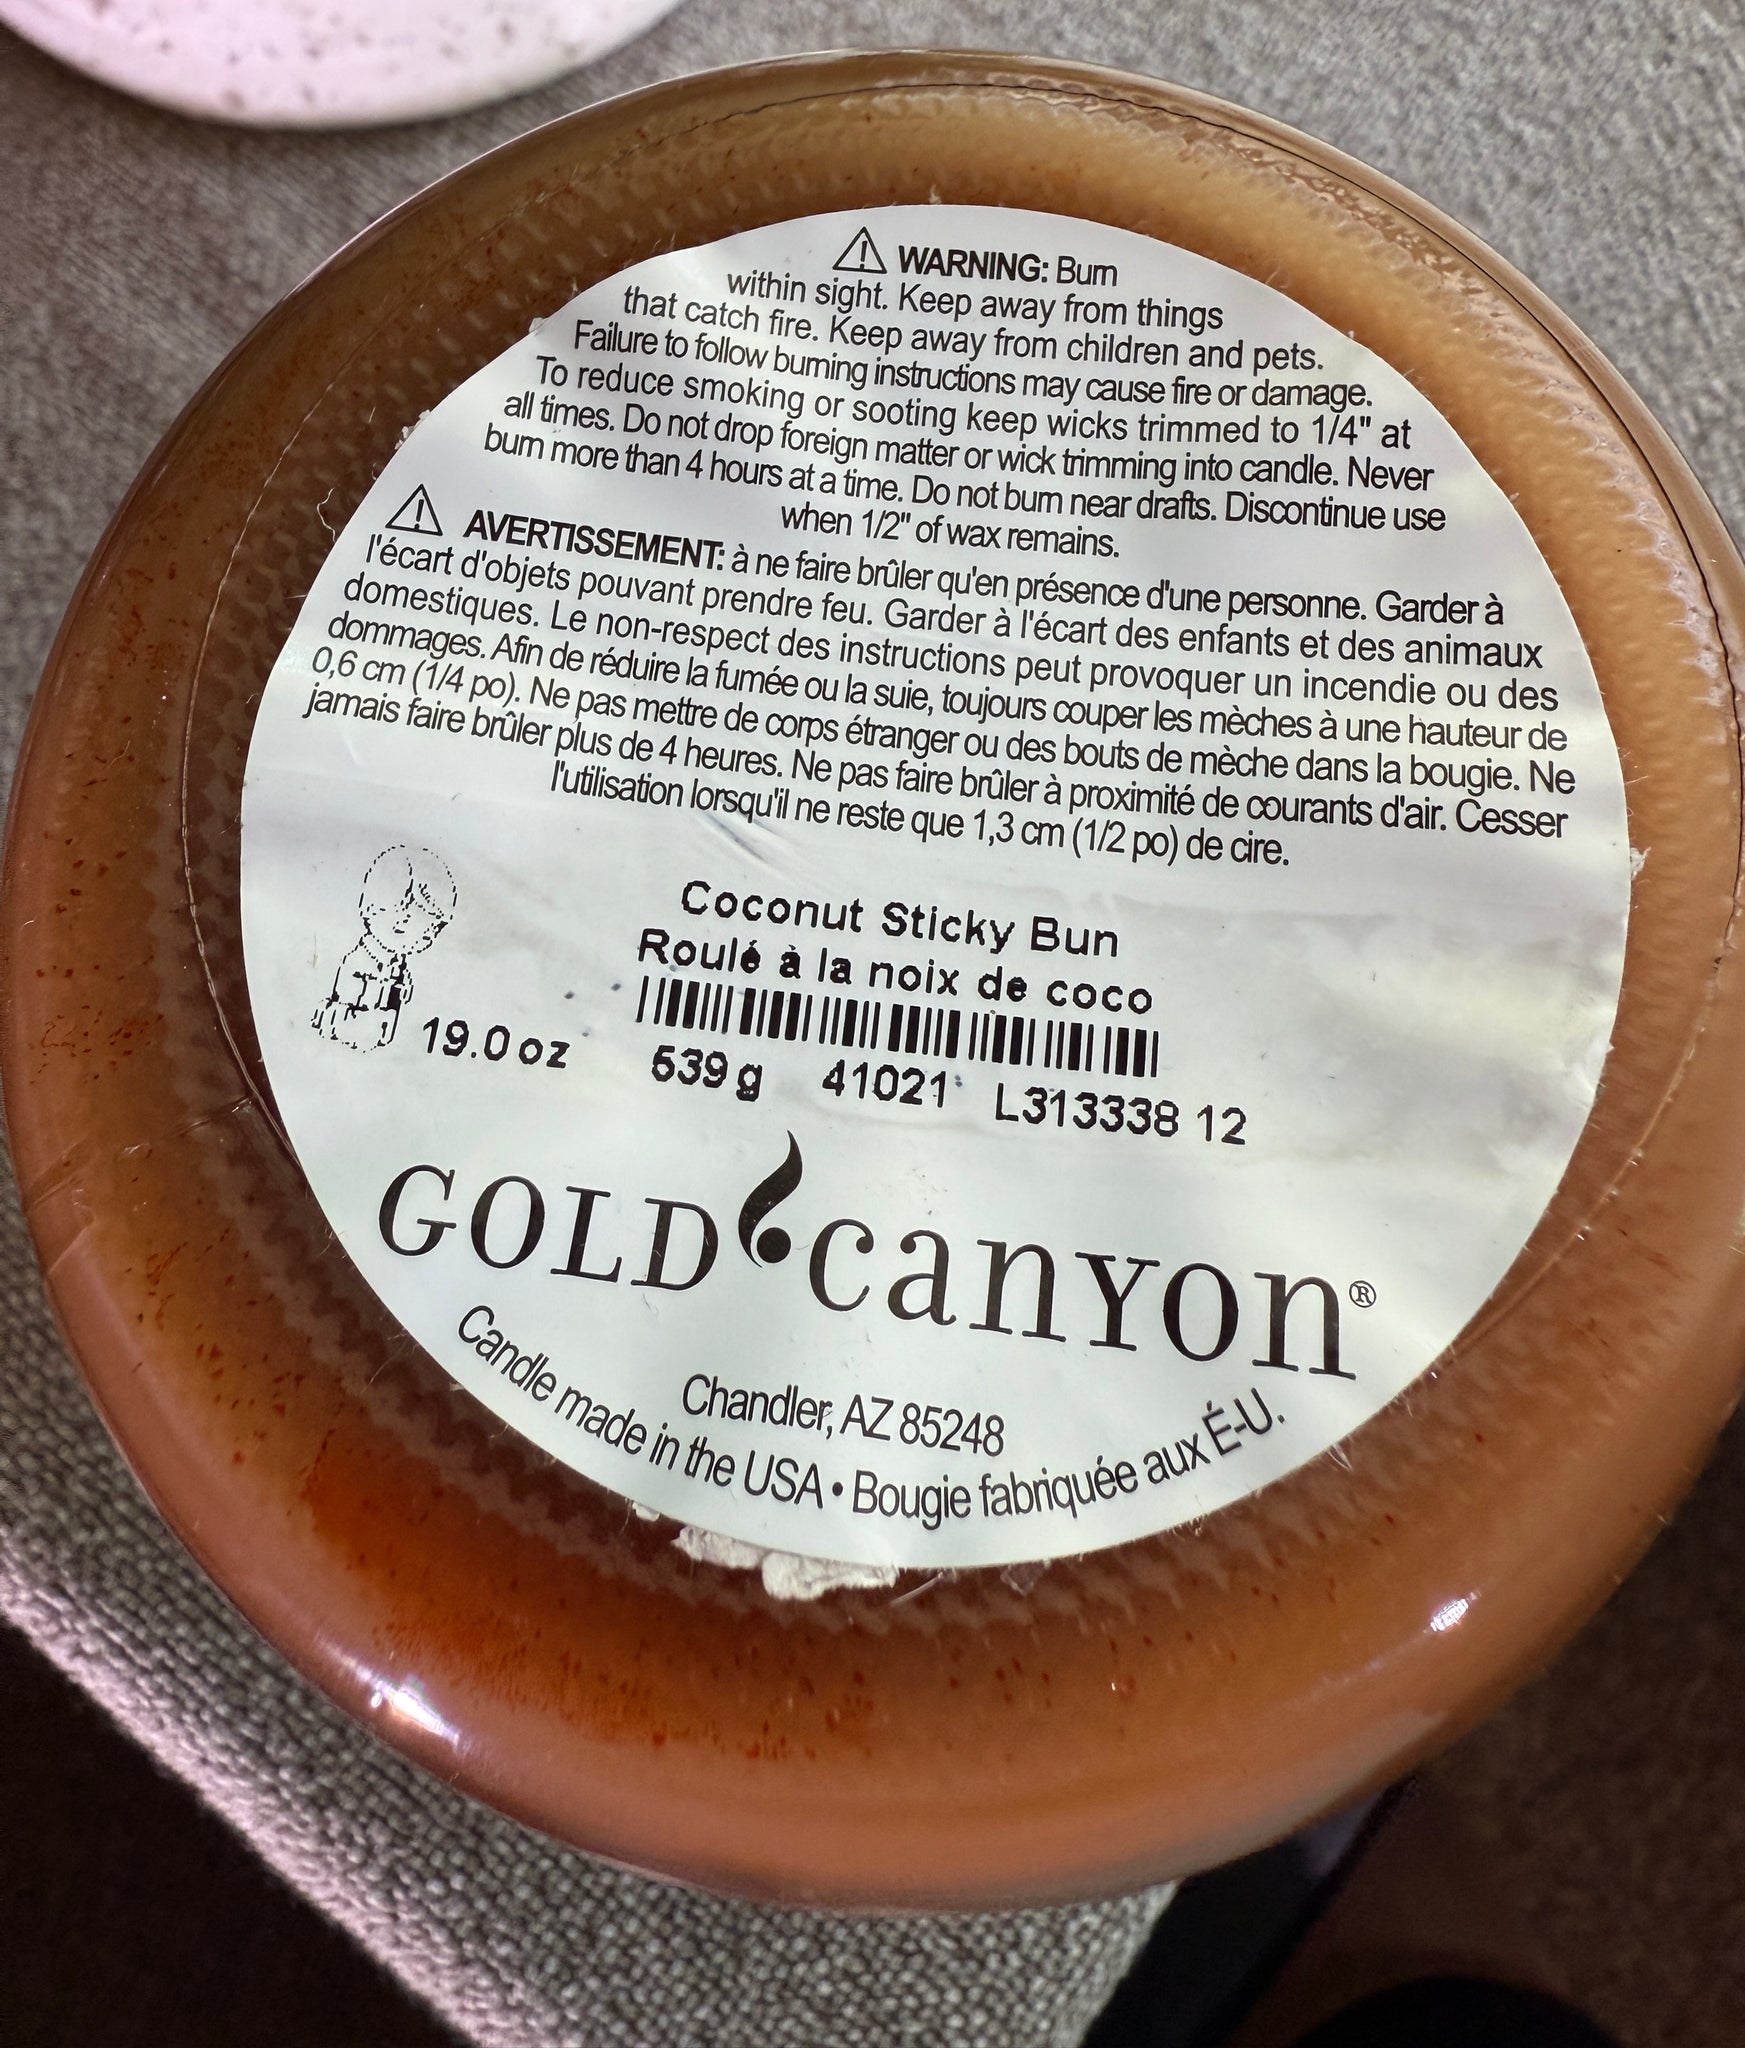 ⚠ WARNING: Burn
within sight. Keep away from things
that catch fire. Keep away from children and pets.
Failure to follow burning instructions may cause fire or damage.
To reduce smoking or sooting keep wicks trimmed to 1/4" at
all times. Do not drop foreign matter or wick trimming into candle. Never
burn more than 4 hours at a time. Do not burn near drafts. Discontinue use
when 1/2" of wax remains.
⚠ AVERTISSEMENT: à ne faire brûler qu'en présence d'une personne. Garder à
l'écart d'objets pouvant prendre feu. Garder à l'écart des enfants et des animaux
domestiques. Le non-respect des instructions peut provoquer un incendie ou des
dommages. Afin de réduire la fumée ou la suie, toujours couper les mèches à une hauteur de
0,6 cm (1/4 po). Ne pas mettre de corps étranger ou des bouts de mèche dans la bougie. Ne
jamais faire brûler plus de 4 heures. Ne pas faire brûler à proximité de courants d'air. Cesser
l'utilisation lorsqu'il ne reste que 1,3 cm (1/2 po) de cire.
Coconut Sticky Bun
Roulé à la noix de coco
19.0 oz 539 g 41021 L313338 12
GOLD canyon®
Chandler, AZ 85248
Candle made in the USA • Bougie fabriquée aux É-U.